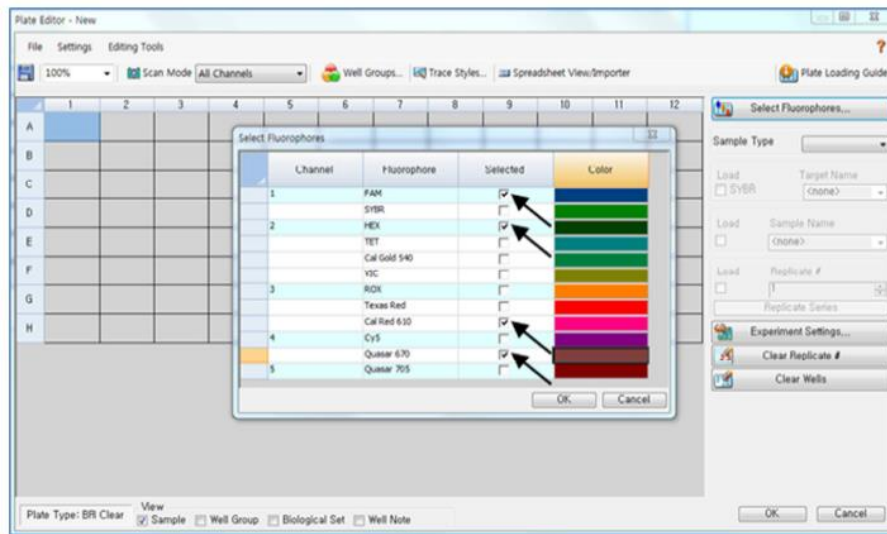 Plate Editor - New
File Settings Editing Tools ?
100% Scan Mode All Channels Well Groups... Trace Styles... Spreadsheet View/Importer Plate Loading Guide
1 2 3 4 5 6 7 8 9 10 11 12
A
B
C
D
E
F
G
H
Select Fluorophores
Channel Fluorophore Selected Color
1 FAM
SYBR
2 HEX
TET
Cal Gold 540
VIC
3 ROX
Texas Red
Cal Red 610
4 Cy5
Quasar 670
5 Quasar 705
OK Cancel
Select Fluorophores...
Sample Type
Load Target Name
SYBR <none>
Load Sample Name
<none>
Load Replicate #
1
Replicate Series
Experiment Settings...
Clear Replicate #
Clear Wells
Plate Type: BR Clear View
Sample Well Group Biological Set Well Note
OK Cancel